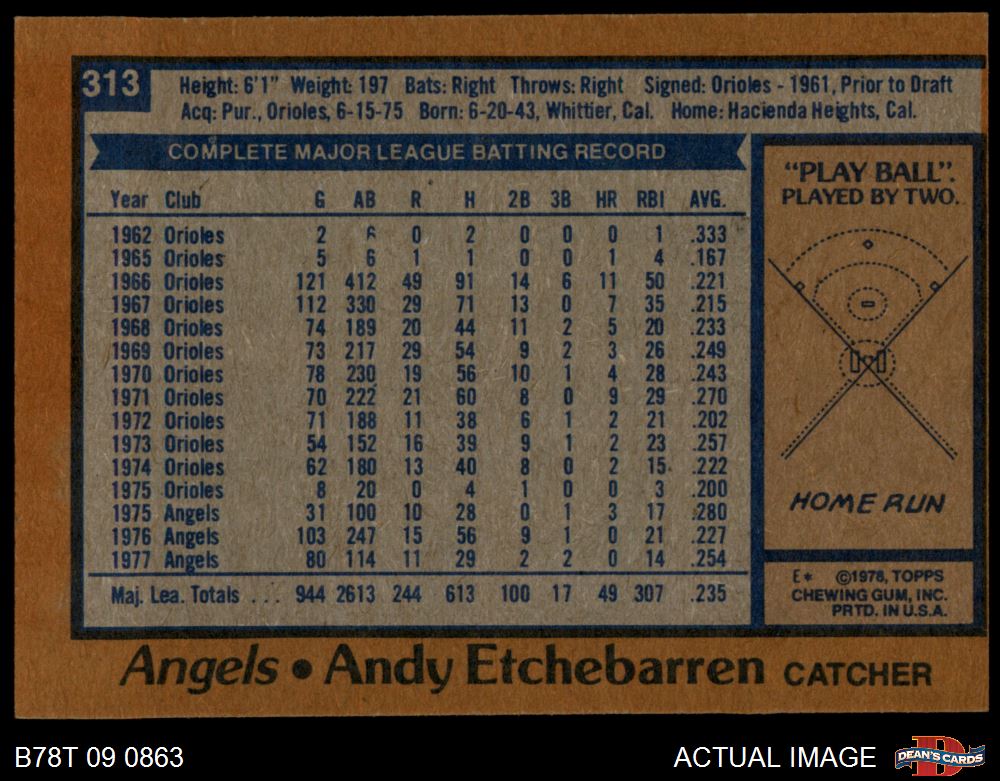 313
Height: 6'1" Weight: 197 Bats: Right Throws: Right Signed: Orioles - 1961, Prior to Draft
Acq: Pur., Orioles, 6-15-75 Born: 6-20-43, Whittier, Cal. Home: Hacienda Heights, Cal.
COMPLETE MAJOR LEAGUE BATTING RECORD
Year Club G AB R H 2B 3B HR RBI AVG.
1962 Orioles 2 6 0 2 0 0 0 1 .333
1965 Orioles 5 6 1 1 0 0 1 4 .167
1966 Orioles 121 412 49 91 14 6 11 50 .221
1967 Orioles 112 330 29 71 13 0 7 35 .215
1968 Orioles 74 189 20 44 11 2 5 20 .233
1969 Orioles 73 217 29 54 9 2 3 26 .249
1970 Orioles 78 230 19 56 10 1 4 28 .243
1971 Orioles 70 222 21 60 8 0 9 29 .270
1972 Orioles 71 188 11 38 6 1 2 21 .202
1973 Orioles 54 152 16 39 9 1 2 23 .257
1974 Orioles 62 180 13 40 8 0 2 15 .222
1975 Orioles 8 20 0 4 1 0 0 3 .200
1975 Angels 31 100 10 28 0 1 3 17 .280
1976 Angels 103 247 15 56 9 1 0 21 .227
1977 Angels 80 114 11 29 2 2 0 14 .254
Maj. Lea. Totals . . . 944 2613 244 613 100 17 49 307 .235
"PLAY BALL".
PLAYED BY TWO.
HOME RUN
E* ©1978, TOPPS
CHEWING GUM, INC.
PRTD. IN U.S.A.
Angels • Andy Etchebarren CATCHER
B78T 09 0863
ACTUAL IMAGE
D
DEAN'S CARDS